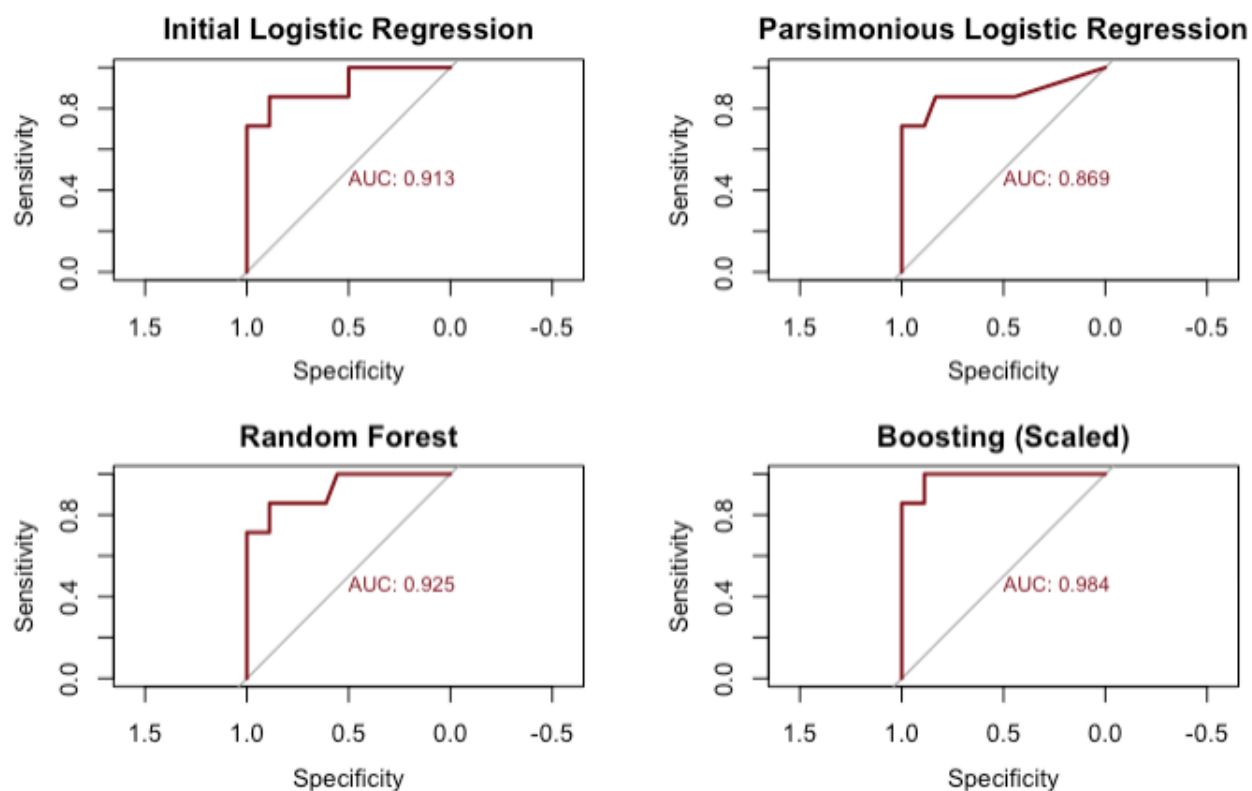 Initial Logistic Regression
Sensitivity
0.0 0.4 0.8
AUC: 0.913
1.5 1.0 0.5 0.0 -0.5
Specificity
Parsimonious Logistic Regression
Sensitivity
0.0 0.4 0.8
AUC: 0.869
1.5 1.0 0.5 0.0 -0.5
Specificity
Random Forest
Sensitivity
0.0 0.4 0.8
AUC: 0.925
1.5 1.0 0.5 0.0 -0.5
Specificity
Boosting (Scaled)
Sensitivity
0.0 0.4 0.8
AUC: 0.984
1.5 1.0 0.5 0.0 -0.5
Specificity